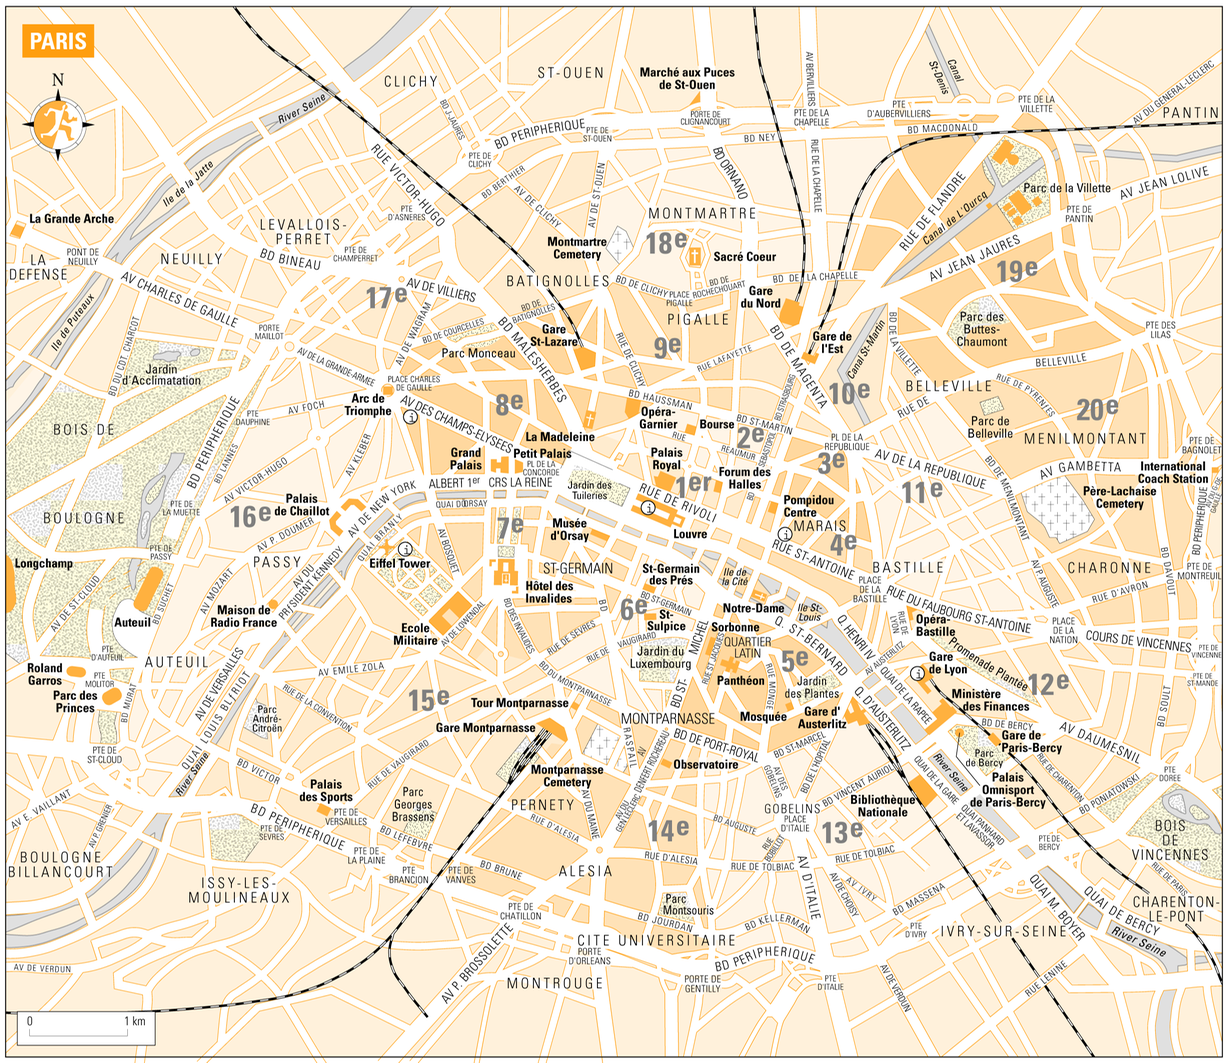 PARIS
N
CLICHY
ST-OUEN
Marché aux Puces
de St-Ouen
AV BERVILLIERS
BD DE LA CHAPELLE
Canal
St-Denis
PTE
D'AUBERVILLIERS
PTE DE LA
VILLETTE
AV DU GENERAL-LECLERC
PANTIN
River Seine
BD J-JAURES
BD PERIPHERIQUE
PTE DE
ST-OUEN
PORTE DE
CLIGNANCOURT
PTE DE LA
CHAPELLE
BD NEY
BD MACDONALD
PTE DE
CLICHY
RUE VICTOR-HUGO
BD BERTHIER
AV DE CLICHY
AV DE ST-OUEN
BD ORNANO
RUE DE LA CHAPELLE
RUE DE FLANDRE
Canal de L'Ourcq
Parc de la Villette
AV JEAN LOLIVE
PTE DE
PANTIN
AV JEAN JAURES
Ile de la Jatte
La Grande Arche
LA
DEFENSE
PONT DE
NEUILLY
NEUILLY
LEVALLOIS-
PERRET
BD BINEAU
PTE
D'ASNERES
PTE DE
CHAMPERRET
MONTMARTRE
18e
Montmartre
Cemetery
Sacré Coeur
BATIGNOLLES
BD DE CLICHY
PLACE
PIGALLE
BD DE
ROCHECHOUART
Gare
du Nord
19e
AV CHARLES DE GAULLE
Ile de Puteaux
17e
AV DE VILLIERS
AV DE WAGRAM
BD DE COURCELLES
BD DE
BATIGNOLLES
Parc Monceau
BD MALESHERBES
Gare
St-Lazare
RUE DE CLICHY
PIGALLE
9e
RUE LAFAYETTE
BD DE MAGENTA
Gare de
l'Est
Canal St-Martin
BD DE LA VILLETTE
Parc des
Buttes-
Chaumont
PTE DES
LILAS
PORTE
MAILLOT
BD DU CDT CHARCOT
Jardin
d'Acclimatation
AV DE LA GRANDE-ARMEE
PLACE CHARLES
DE GAULLE
Arc de
Triomphe
PTE
DAUPHINE
AV FOCH
8e
BD HAUSSMAN
BD STRASBOURG
10e
BELLEVILLE
BELLEVILLE
RUE DE
RUE DE PYRENEES
20e
Parc de
Belleville
MENILMONTANT
BOIS DE
BOULOGNE
BD PERIPHERIQUE
BD LANNES
AV VICTOR-HUGO
AV KLEBER
AV DES CHAMPS-ELYSEES
La Madeleine
Opéra-
Garnier
Bourse
RUE
REAUMUR
BD ST-MARTIN
2e
SEBASTOPOL
BD
PL DE LA
REPUBLIQUE
3e
AV DE LA REPUBLIQUE
11e
BD DE MENILMONTANT
AV GAMBETTA
PTE DE
BAGNOLET
International
Coach Station
Grand
Palais
Petit Palais
PL DE LA
CONCORDE
Palais
Royal
1er
Forum des
Halles
ALBERT 1er
CRS LA REINE
Jardin des
Tuileries
RUE DE RIVOLI
i
Pompidou
Centre
MARAIS
4e
Père-Lachaise
Cemetery
PTE DE
LA MUETTE
16e
Palais
de Chaillot
AV DE NEW YORK
QUAI D'ORSAY
7e
Musée
d'Orsay
Louvre
RUE ST-ANTOINE
AV P. DOUMER
QUAI BRANLY
Eiffel Tower
AV BOSQUET
PASSY
PTE DE
PASSY
AV DU
PRESIDENT KENNEDY
ST-GERMAIN
St-Germain
des Prés
Ile de
la Cité
BASTILLE
PLACE
DE LA
BASTILLE
CHARONNE
BD DAVOUT
BD PERIPHERIQUE
PTE DE
MONTREUIL
RUE D'AVRON
AV P.AUGUSTE
Longchamp
AV DE ST-CLOUD
BD SUCHET
AV MOZART
Auteuil
Maison de
Radio France
Hôtel des
Invalides
Ecole
Militaire
AV DE LOWENDAL
BD DES INVALIDES
BD
ST-GERMAIN
6e
St-
Sulpice
Notre-Dame
Ile St-
Louis
RUE DU FAUBOURG ST-ANTOINE
RUE DE
LYON
Opéra-
Bastille
PLACE
DE LA
NATION
COURS DE VINCENNES
PTE DE
VINCENNES
RUE DE SEVRES
RUE DE
VAUGIRARD
Sorbonne
QUARTIER
LATIN
RUE ST-JACQUES
MICHEL
BD ST-
Jardin du
Luxembourg
Panthéon
RUE MONGE
5e
Q. ST-BERNARD
Q. HENRI IV
AV AUSTERLITZ
QUAI DE LA RAPEE
Promenade Plantée
Gare
de Lyon
12e
PTE DE
ST-MANDE
PTE
D'AUTEUIL
AUTEUIL
Roland
Garros
PTE
MOLITOR
Parc des
Princes
BD MURAT
AV DE VERSAILLES
QUAI LOUIS BLERIOT
AV EMILE ZOLA
BD DU MONTPARNASSE
15e
Jardin
des Plantes
Mosquée
Gare d'
Austerlitz
Q. D'AUSTERLITZ
Ministère
des Finances
BD DE BERCY
AV DAUMESNIL
BD SOULT
PTE DE
ST-CLOUD
Parc
André-
Citroën
RUE DE LA CONVENTION
Tour Montparnasse
Gare Montparnasse
MONTPARNASSE
BD DE PORT-ROYAL
BD ST-MARCEL
Gare de
Paris-Bercy
Parc
de Bercy
River Seine
RUE DE CHARENTON
Palais
Omnisport
de Paris-Bercy
BD PONIATOWSKI
PTE
DOREE
River Seine
BD VICTOR
RUE DE VAUGIRARD
Montparnasse
Cemetery
RASPAIL
AV
DENFERT ROCHEREAU
Observatoire
AV DES
GOBELINS
BD DE L'HOPITAL
BD VINCENT AURIOL
QUAI DE LA GARE
Bibliothèque
Nationale
QUAI PANHARD
ET LAVASSOR
Palais
des Sports
PTE DE
VERSAILLES
Parc
Georges
Brassens
PERNETY
AV DU MAINE
AV DU
GEN LECLERC
GOBELINS
PLACE
D'ITALIE
13e
BOIS
DE
VINCENNES
AV E. VAILLANT
AV P. GRENIER
PTE DE
SEVRES
BD PERIPHERIQUE
BD LEFEBVRE
RUE D'ALESIA
14e
BD AUGUSTE
RUE
BOBILLOT
RUE DE TOLBIAC
RUE D'ALESIA
RUE DE TOLBIAC
PTE DE
BERCY
RUE DE PARIS
BOULOGNE
BILLANCOURT
PTE DE
LA PLAINE
PTE
BRANCION
PTE DE
VANVES
BD BRUNE
ALESIA
AV D'ITALIE
AV IVRY
AV DE CHOISY
BD MASSENA
ISSY-LES-
MOULINEAUX
PTE DE
CHATILLON
Parc
Montsouris
BD JOURDAN
BD KELLERMAN
PTE
D'IVRY
IVRY-SUR-SEINE
QUAI M. BOYER
QUAI DE BERCY
CHARENTON-
LE-PONT
River Seine
CITE UNIVERSITAIRE
PORTE
D'ORLEANS
BD PERIPHERIQUE
AV DE VERDUN
AV P. BROSSOLETTE
MONTROUGE
PORTE DE
GENTILLY
PTE
D'ITALIE
AV DE VERDUN
RUE LENINE
0 1 km